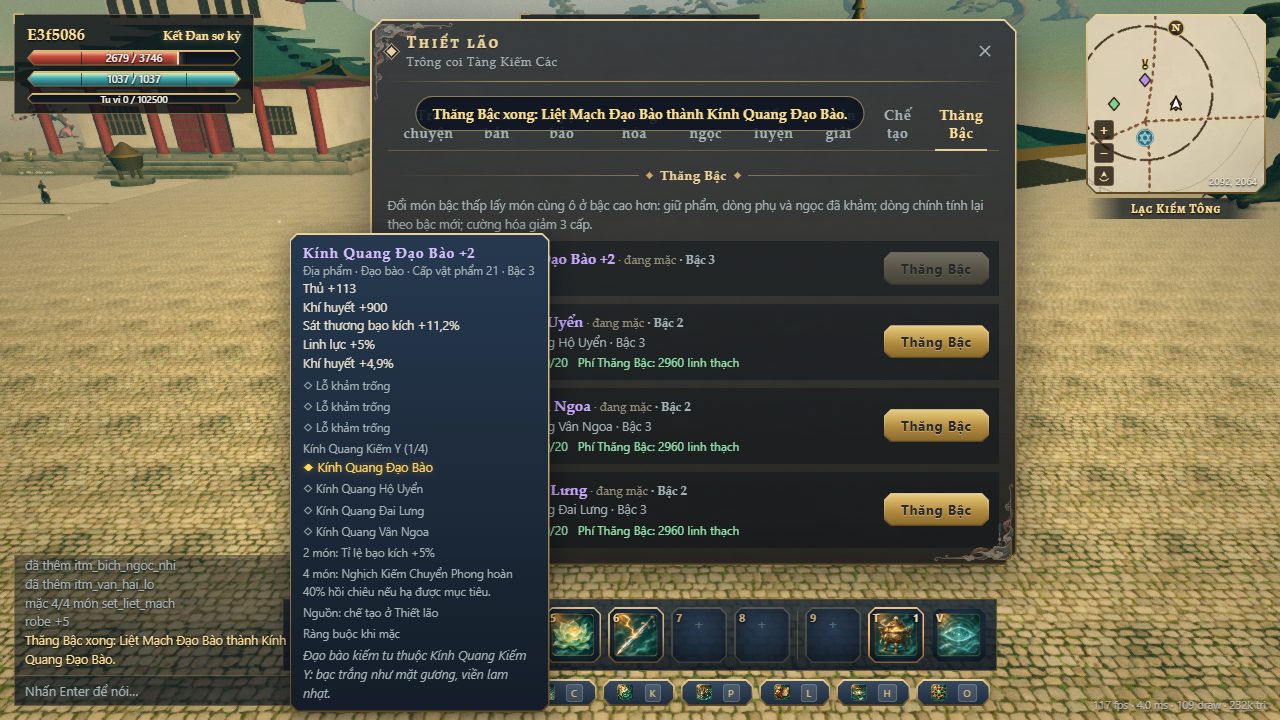 E3f5086
Kết Đan sơ kỳ
2679 / 3746
1037 / 1037
Tu vi 0 / 102500
Thiết lão
Trông coi Tàng Kiếm Các
Thăng Bậc xong: Liệt Mạch Đạo Bào thành Kính Quang Đạo Bào.
chuyện
bán
bảo
hóa
ngọc
luyện
giải
Chế tạo
Thăng Bậc
Thăng Bậc
Đổi món bậc thấp lấy món cùng ô ở bậc cao hơn: giữ phẩm, dòng phụ và ngọc đã khảm; dòng chính tính lại
theo bậc mới; cường hóa giảm 3 cấp.
Đạo Bào +2 · đang mặc · Bậc 3
Thăng Bậc
Uyển · đang mặc · Bậc 2
Hộ Uyển · Bậc 3
/20 Phí Thăng Bậc: 2960 linh thạch
Thăng Bậc
Ngoa · đang mặc · Bậc 2
Vân Ngoa · Bậc 3
/20 Phí Thăng Bậc: 2960 linh thạch
Thăng Bậc
Lưng · đang mặc · Bậc 2
Đai Lưng · Bậc 3
/20 Phí Thăng Bậc: 2960 linh thạch
Thăng Bậc
Kính Quang Đạo Bào +2
Địa phẩm · Đạo bào · Cấp vật phẩm 21 · Bậc 3
Thủ +113
Khí huyết +900
Sát thương bạo kích +11,2%
Linh lực +5%
Khí huyết +4,9%
Lỗ khảm trống
Lỗ khảm trống
Lỗ khảm trống
Kính Quang Kiếm Y (1/4)
Kính Quang Đạo Bào
Kính Quang Hộ Uyển
Kính Quang Đai Lưng
Kính Quang Vân Ngoa
2 món: Tỉ lệ bạo kích +5%
4 món: Nghịch Kiếm Chuyển Phong hoàn
40% hồi chiêu nếu hạ được mục tiêu.
Nguồn: chế tạo ở Thiết lão
Ràng buộc khi mặc
Đạo bào kiếm tu thuộc Kính Quang Kiếm
Y: bạc trắng như mặt gương, viền lam
nhạt.
N
+
−
2092, 2064
Lạc Kiếm Tông
đã thêm itm_bich_ngoc_nhi
đã thêm itm_van_hai_lo
mặc 4/4 món set_liet_mach
robe +5
Thăng Bậc xong: Liệt Mạch Đạo Bào thành Kính
Quang Đạo Bào.
Nhấn Enter để nói...
5
6
7
8
9
T
1
V
C
K
P
L
H
O
117 fps · 4.0 ms · 109 draw · 232k tri